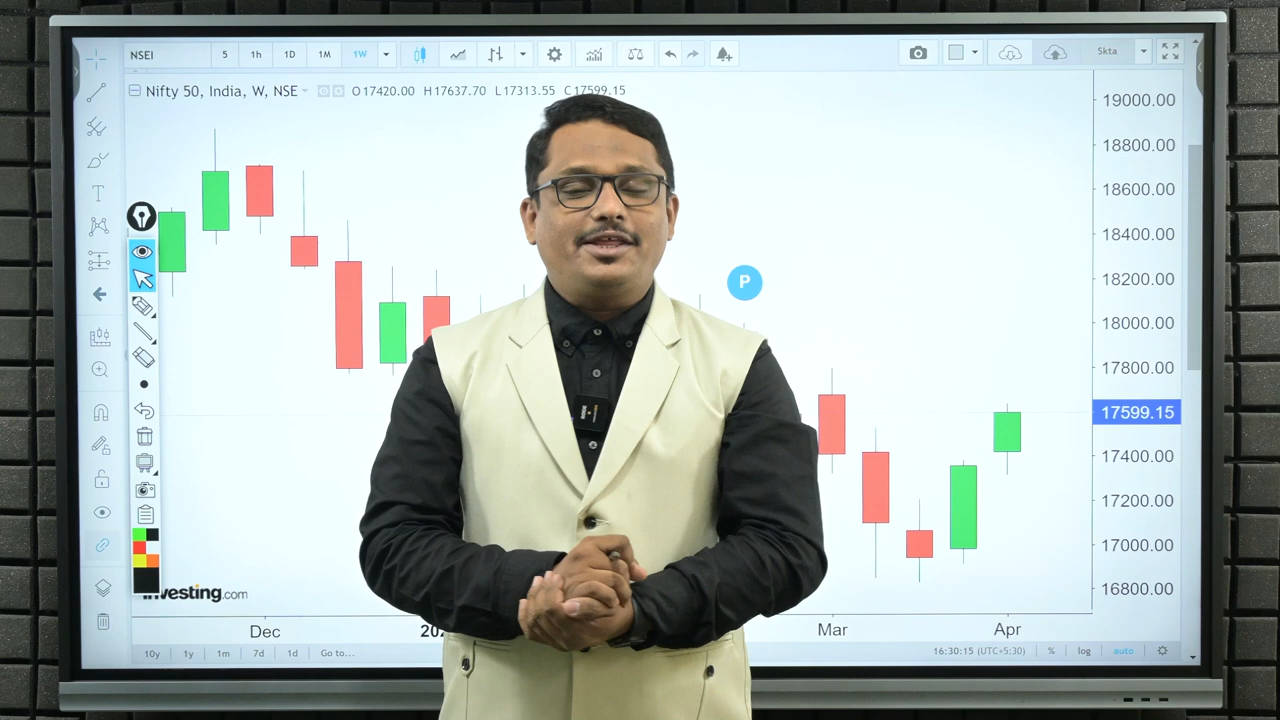 NSEI 5 1h 1D 1M 1W Skta
Nifty 50, India, W, NSE O17420.00 H17637.70 L17313.55 C17599.15
19000.00
18800.00
18600.00
18400.00
18200.00
P
18000.00
17800.00
17599.15
17400.00
17200.00
17000.00
16800.00
investing.com
Dec 202 Mar Apr
10y 1y 1m 7d 1d Go to... 16:30:15 (UTC+5:30) % log auto